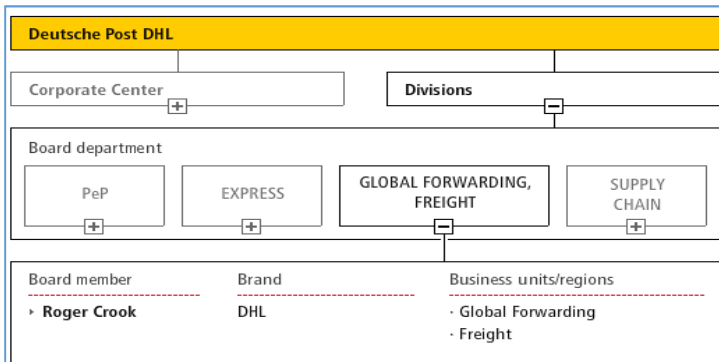 Deutsche Post DHL
Corporate Center
Divisions
Board department
PeP
EXPRESS
GLOBAL FORWARDING,
FREIGHT
SUPPLY
CHAIN
Board member
Brand
Business units/regions
‣ Roger Crook
DHL
· Global Forwarding
· Freight